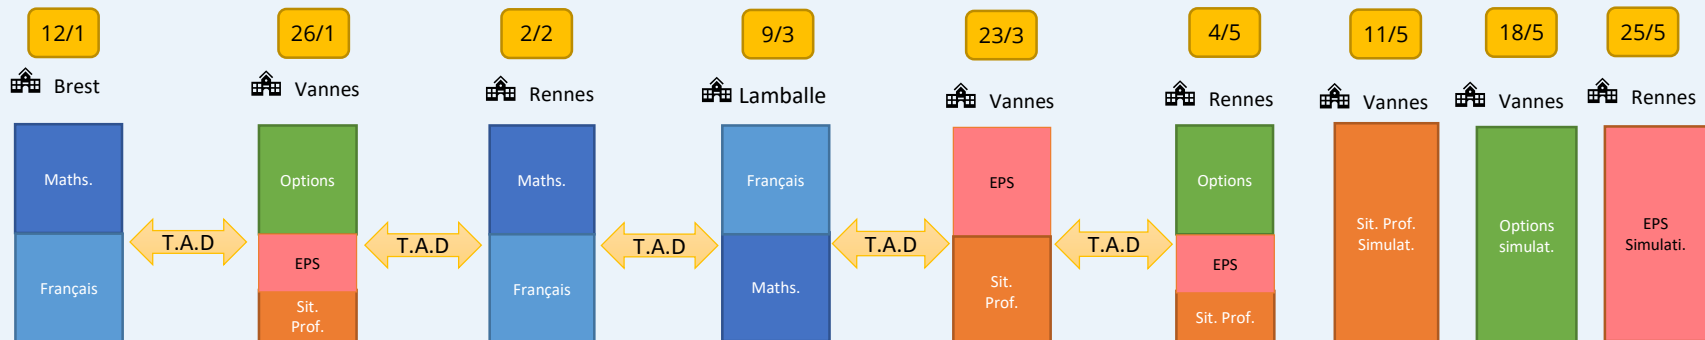 12/1
26/1
2/2
9/3
23/3
4/5
11/5
18/5
25/5
Brest
Vannes
Rennes
Lamballe
Vannes
Rennes
Vannes
Vannes
Rennes
Maths.
Français
T.A.D
Options
EPS
Sit.
Prof.
T.A.D
Maths.
Français
T.A.D
Français
Maths.
T.A.D
EPS
Sit.
Prof.
T.A.D
Options
EPS
Sit. Prof.
Sit. Prof.
Simulat.
Options
simulat.
EPS
Simulati.